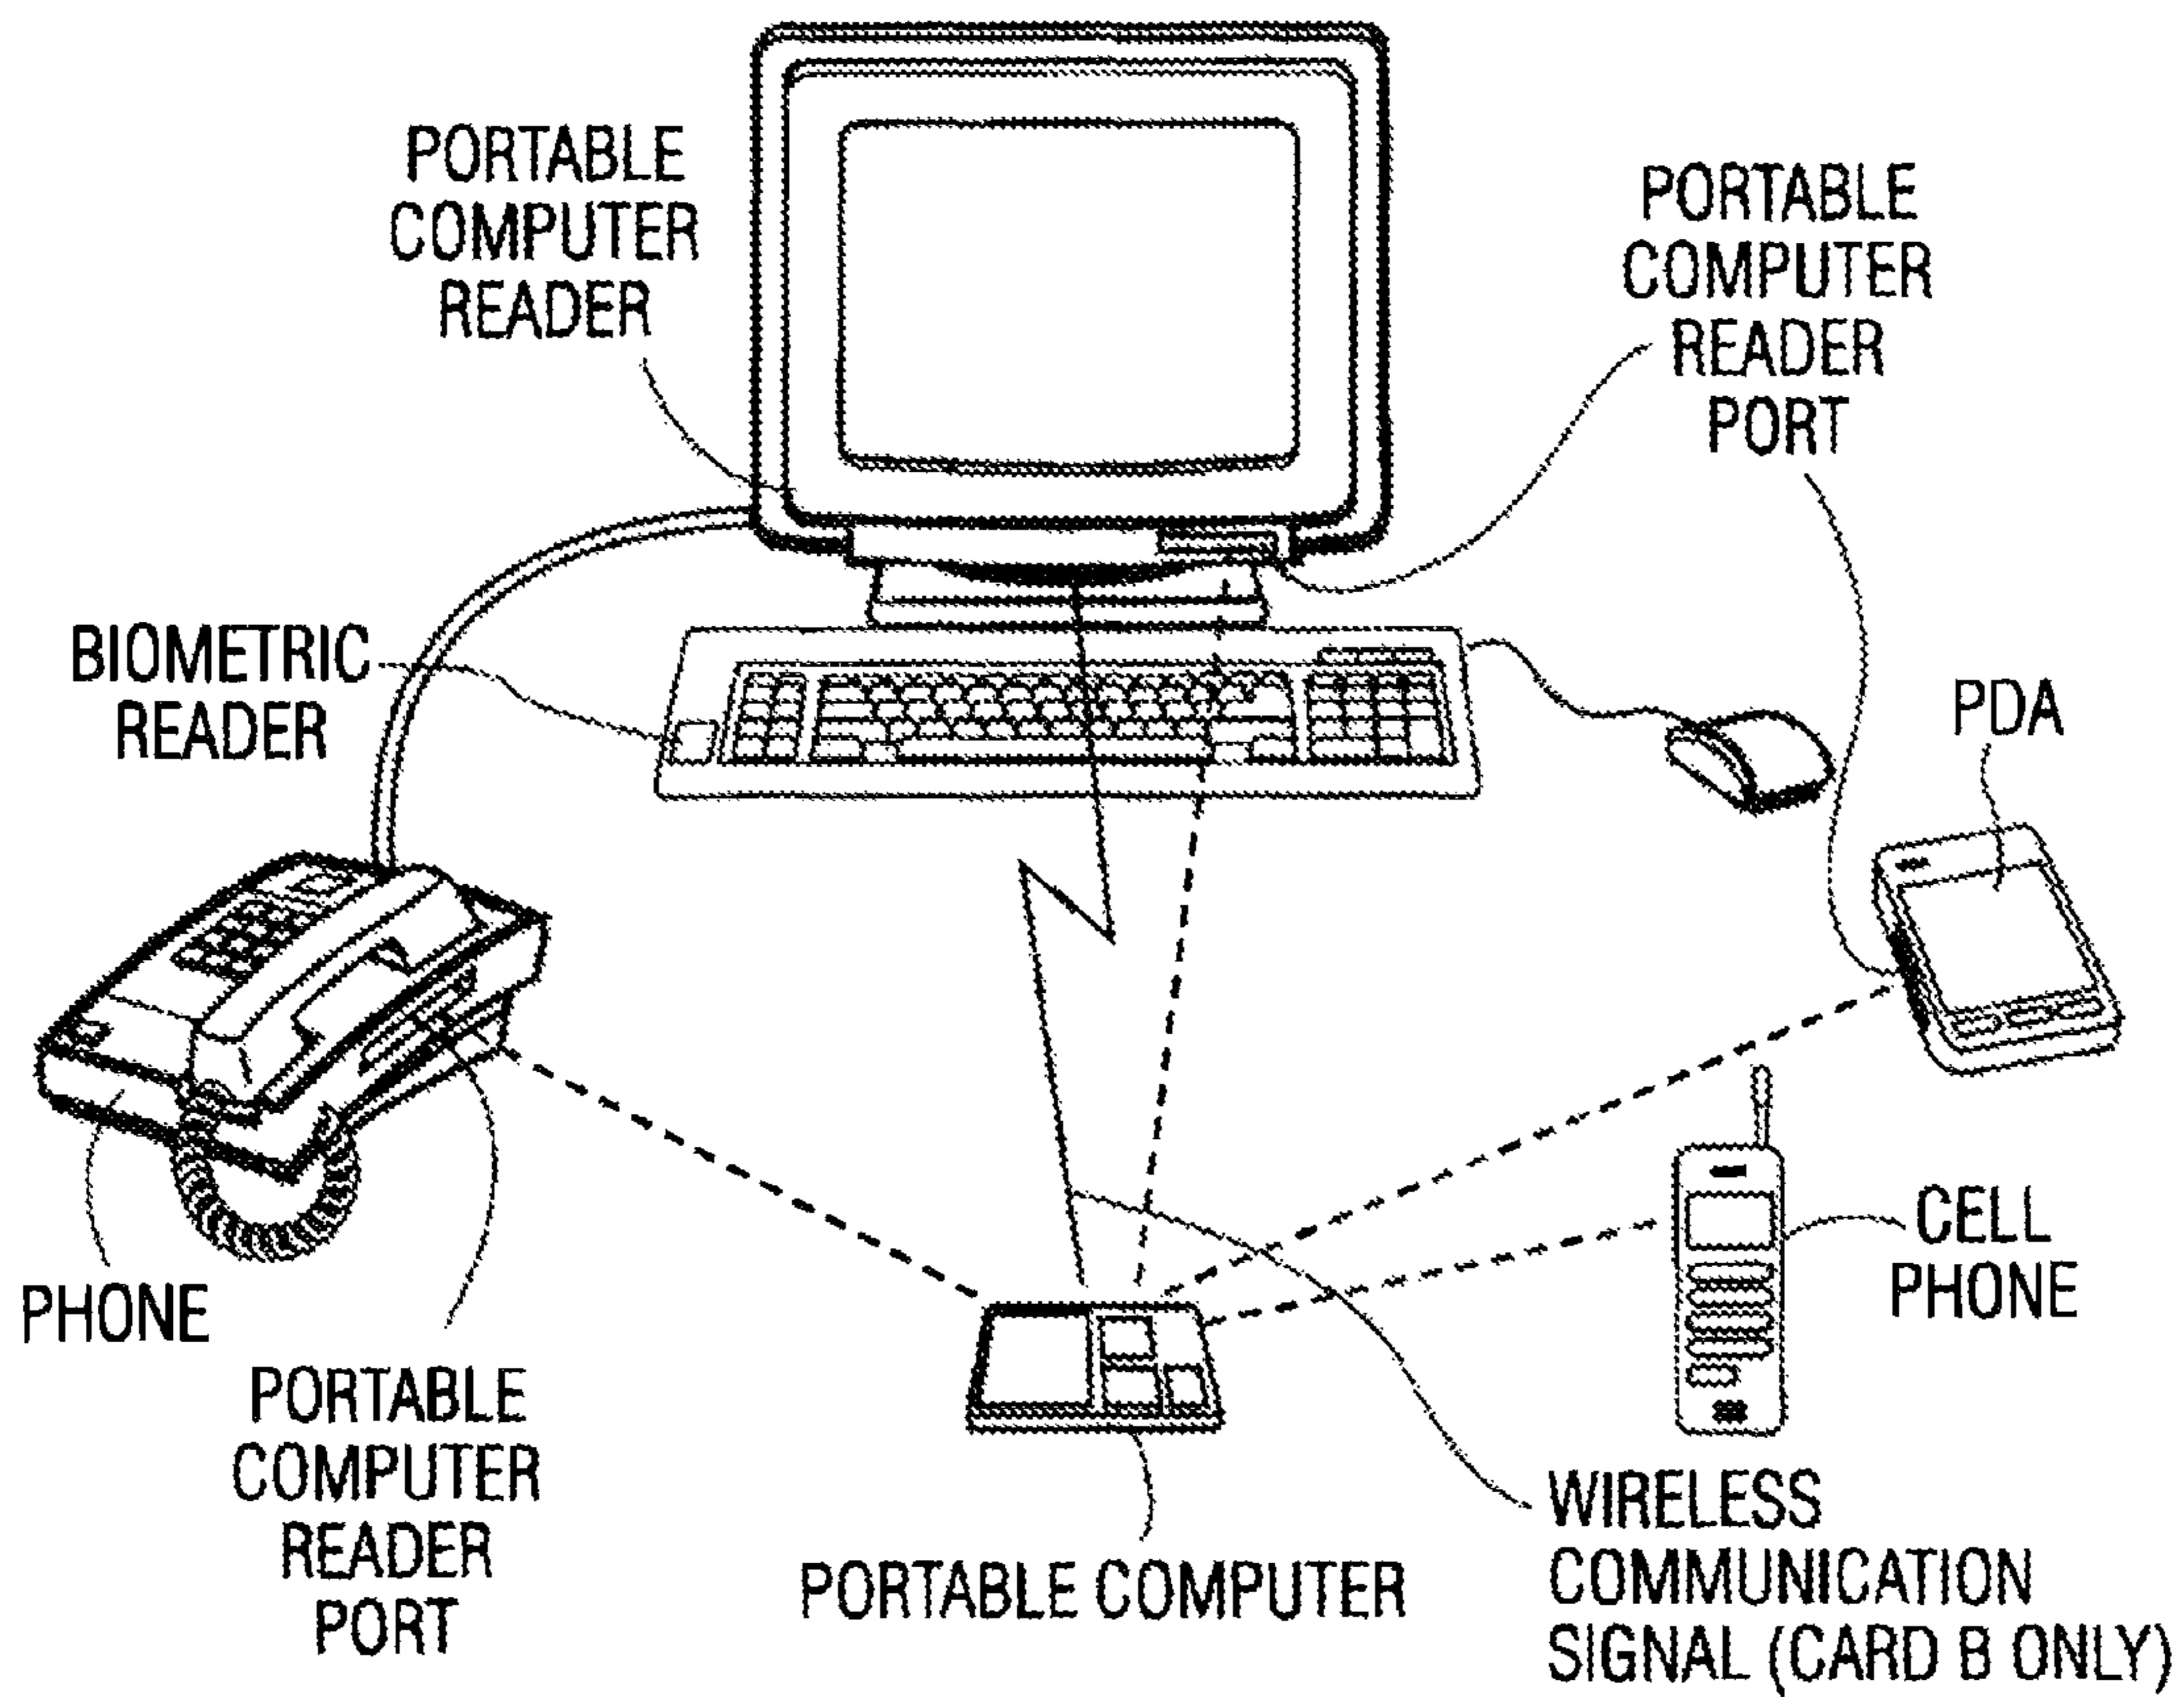 PORTABLE
COMPUTER
READER
PORTABLE
COMPUTER
READER
PORT
BIOMETRIC
READER
PDA
CELL
PHONE
PHONE
PORTABLE
COMPUTER
READER
PORT
PORTABLE COMPUTER
WIRELESS
COMMUNICATION
SIGNAL (CARD B ONLY)